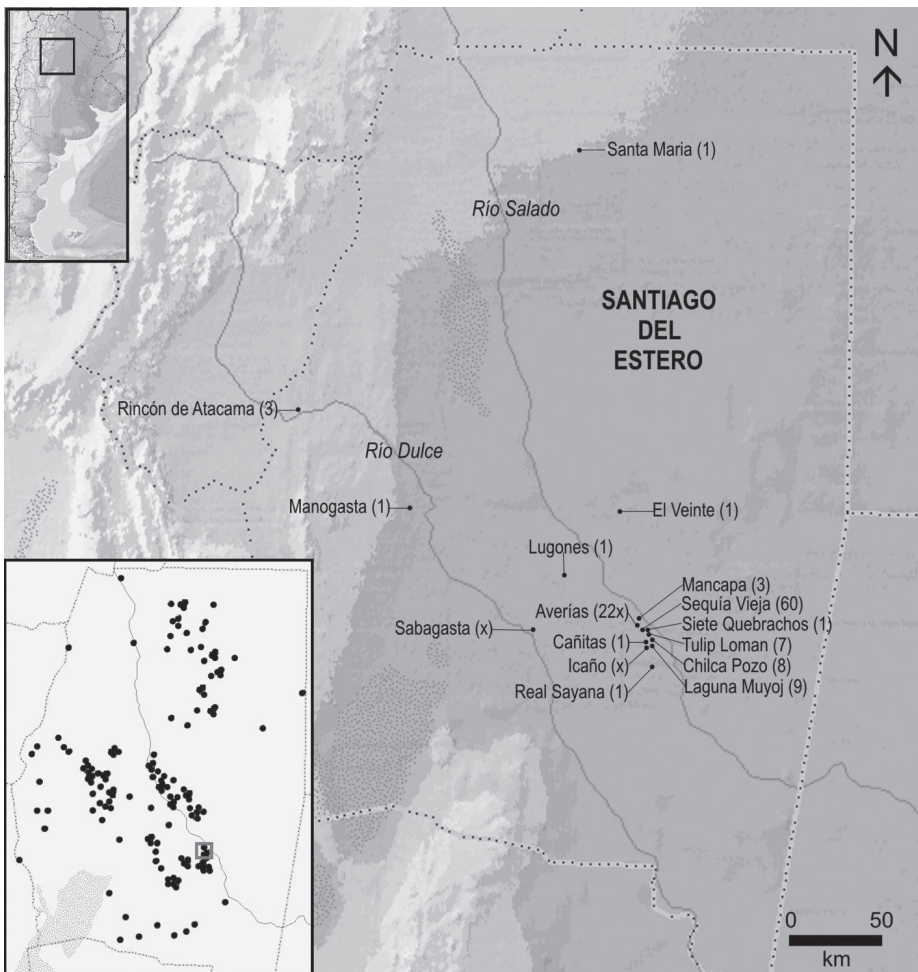 N
Santa Maria (1)
Río Salado
SANTIAGO
DEL
ESTERO
Rincón de Atacama (3)
Río Dulce
Manogasta (1)
El Veinte (1)
Lugones (1)
Mancapa (3)
Averías (22x)
Sequía Vieja (60)
Siete Quebrachos (1)
Sabagasta (x)
Cañitas (1)
Tulip Loman (7)
Icaño (x)
Chilca Pozo (8)
Real Sayana (1)
Laguna Muyoj (9)
0 50
km